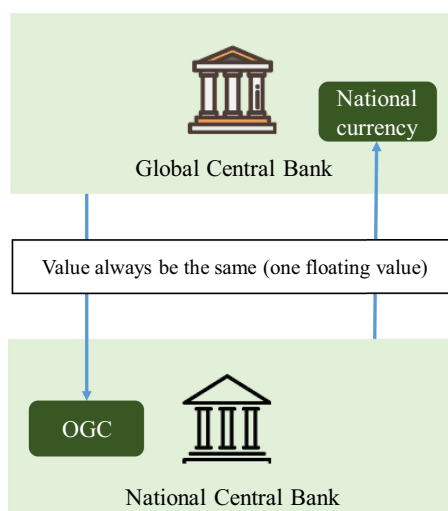 National
currency
Global Central Bank
Value always be the same (one floating value)
OGC
National Central Bank